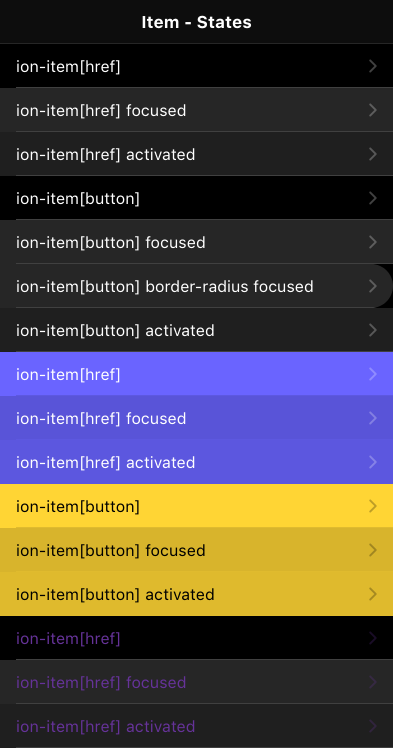 Item - States
ion-item[href]
ion-item[href] focused
ion-item[href] activated
ion-item[button]
ion-item[button] focused
ion-item[button] border-radius focused
ion-item[button] activated
ion-item[href]
ion-item[href] focused
ion-item[href] activated
ion-item[button]
ion-item[button] focused
ion-item[button] activated
ion-item[href]
ion-item[href] focused
ion-item[href] activated